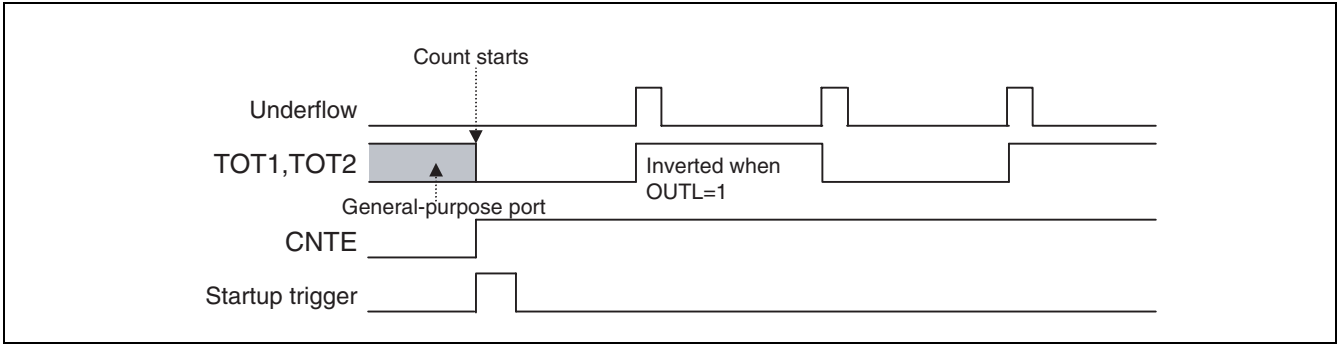 Count starts
Underflow
TOT1,TOT2
Inverted when
OUTL=1
General-purpose port
CNTE
Startup trigger